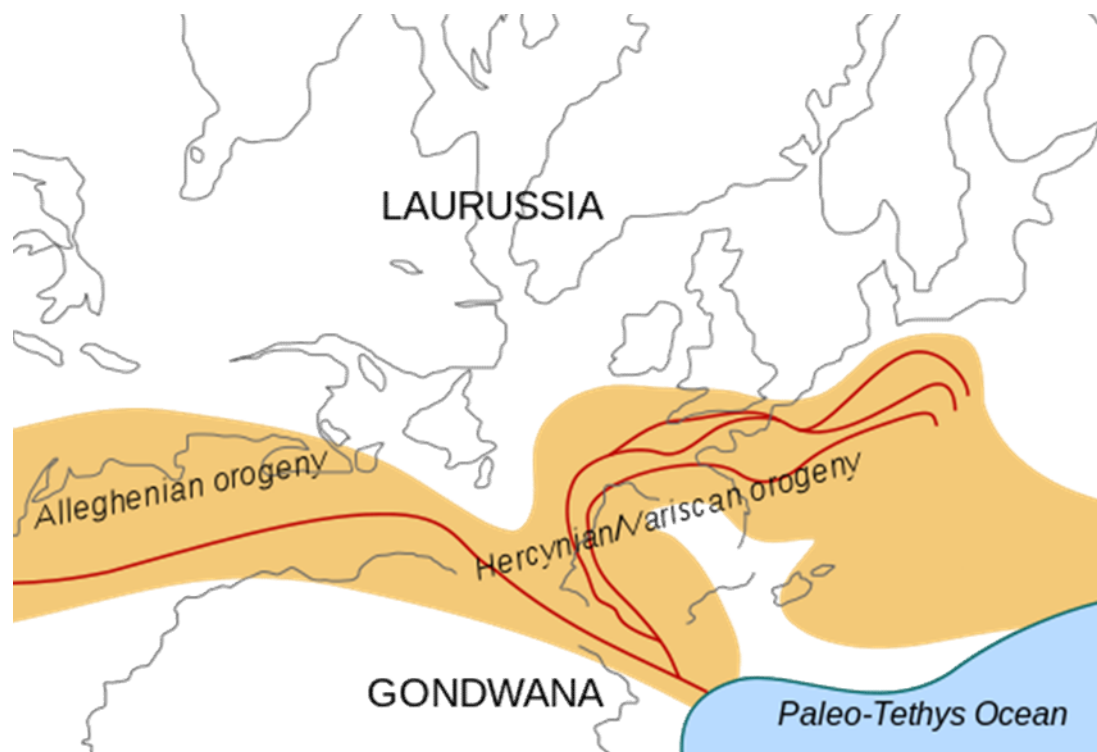 LAURUSSIA
Alleghenian orogeny
Hercynian/Variscan orogeny
GONDWANA
Paleo-Tethys Ocean